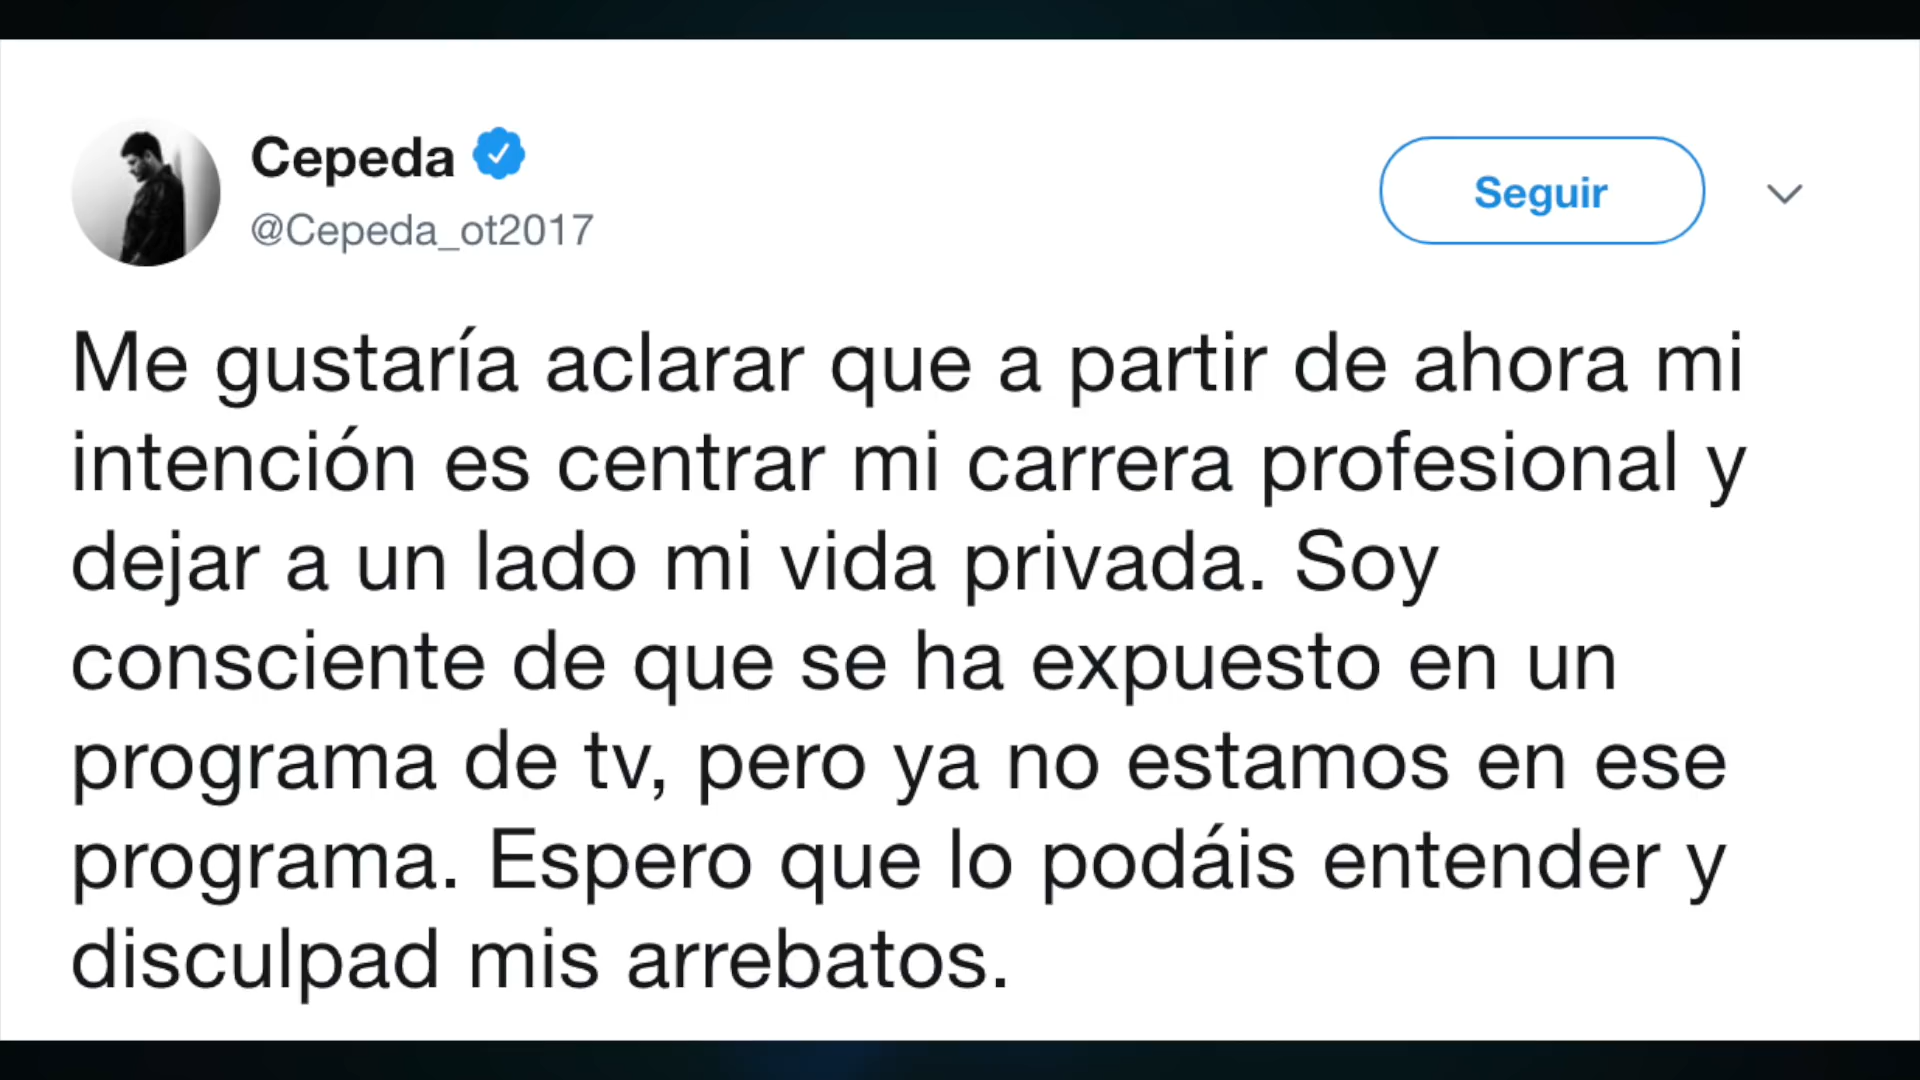 Cepeda
@Cepeda_ot2017
Seguir
Me gustaría aclarar que a partir de ahora mi
intención es centrar mi carrera profesional y
dejar a un lado mi vida privada. Soy
consciente de que se ha expuesto en un
programa de tv, pero ya no estamos en ese
programa. Espero que lo podáis entender y
disculpad mis arrebatos.